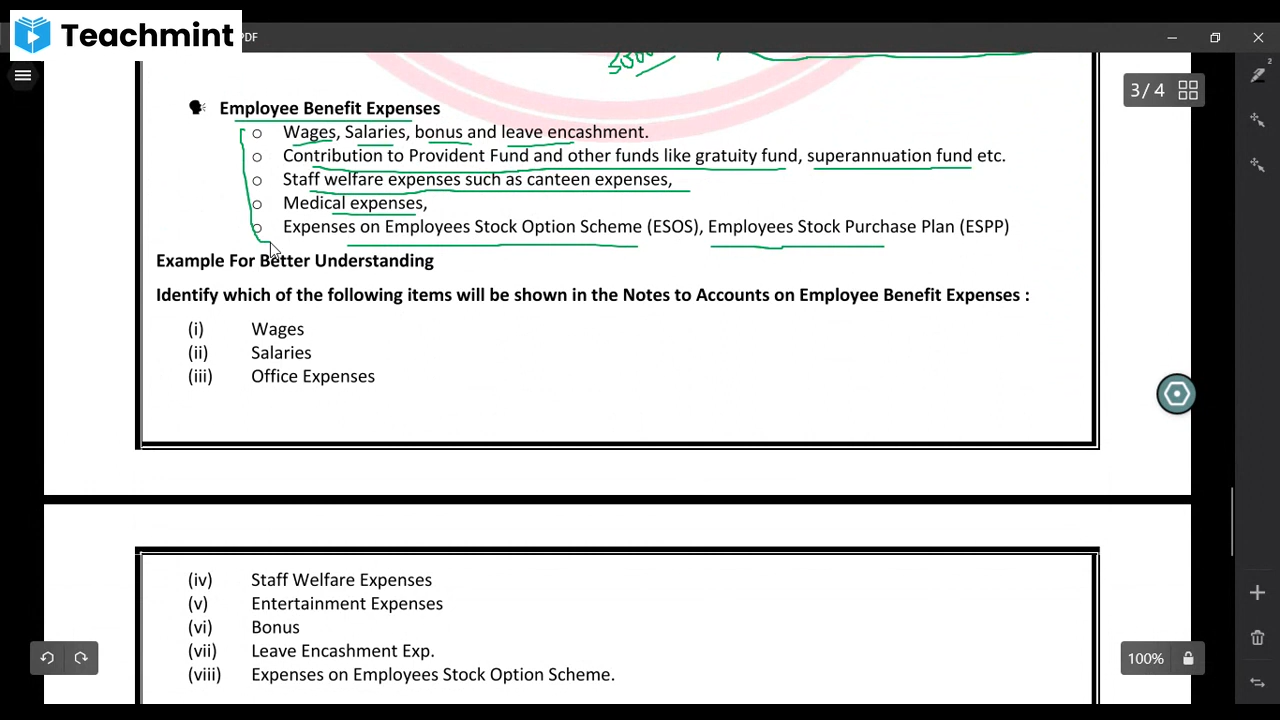 Teachmint
PDF
5000
2
3 / 4
Employee Benefit Expenses
o Wages, Salaries, bonus and leave encashment.
o Contribution to Provident Fund and other funds like gratuity fund, superannuation fund etc.
o Staff welfare expenses such as canteen expenses,
o Medical expenses,
o Expenses on Employees Stock Option Scheme (ESOS), Employees Stock Purchase Plan (ESPP)
Example For Better Understanding
Identify which of the following items will be shown in the Notes to Accounts on Employee Benefit Expenses :
(i) Wages
(ii) Salaries
(iii) Office Expenses
(iv) Staff Welfare Expenses
(v) Entertainment Expenses
(vi) Bonus
(vii) Leave Encashment Exp.
(viii) Expenses on Employees Stock Option Scheme.
100%